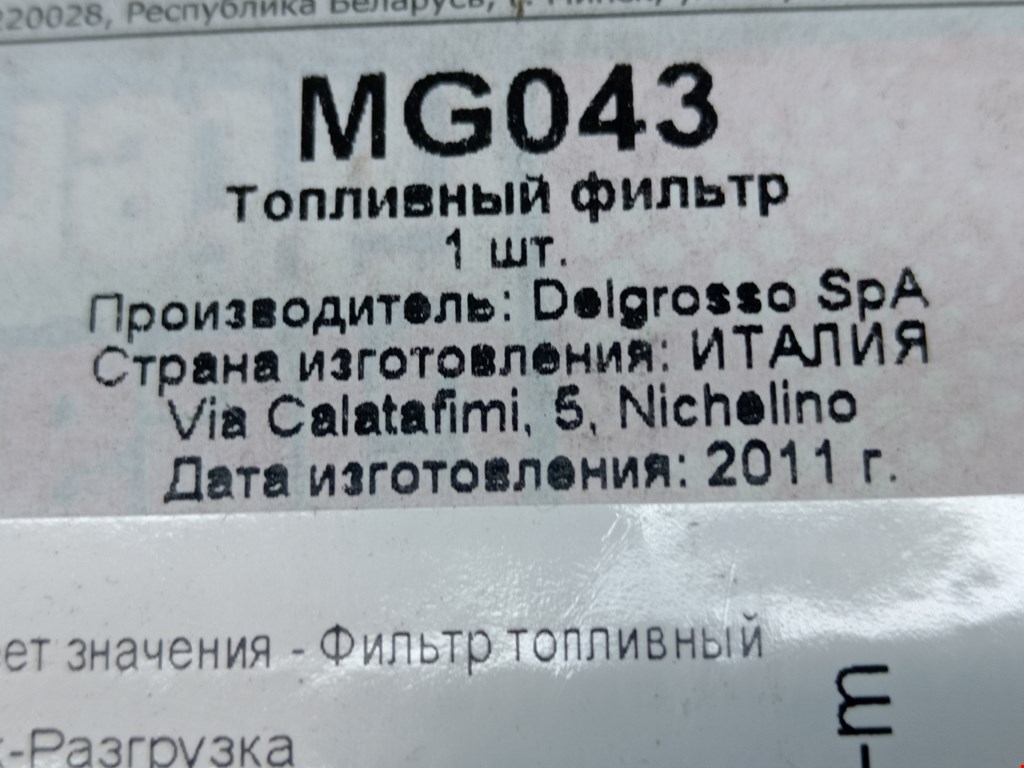 220028, Республика Беларусь,
MG043
Топливный фильтр
1 шт.
Производитель: Delgrosso SpA
Страна изготовления: ИТАЛИЯ
Via Calatafimi, 5, Nichelino
Дата изготовления: 2011 г.
значения - Фильтр топливный
-Разгрузка